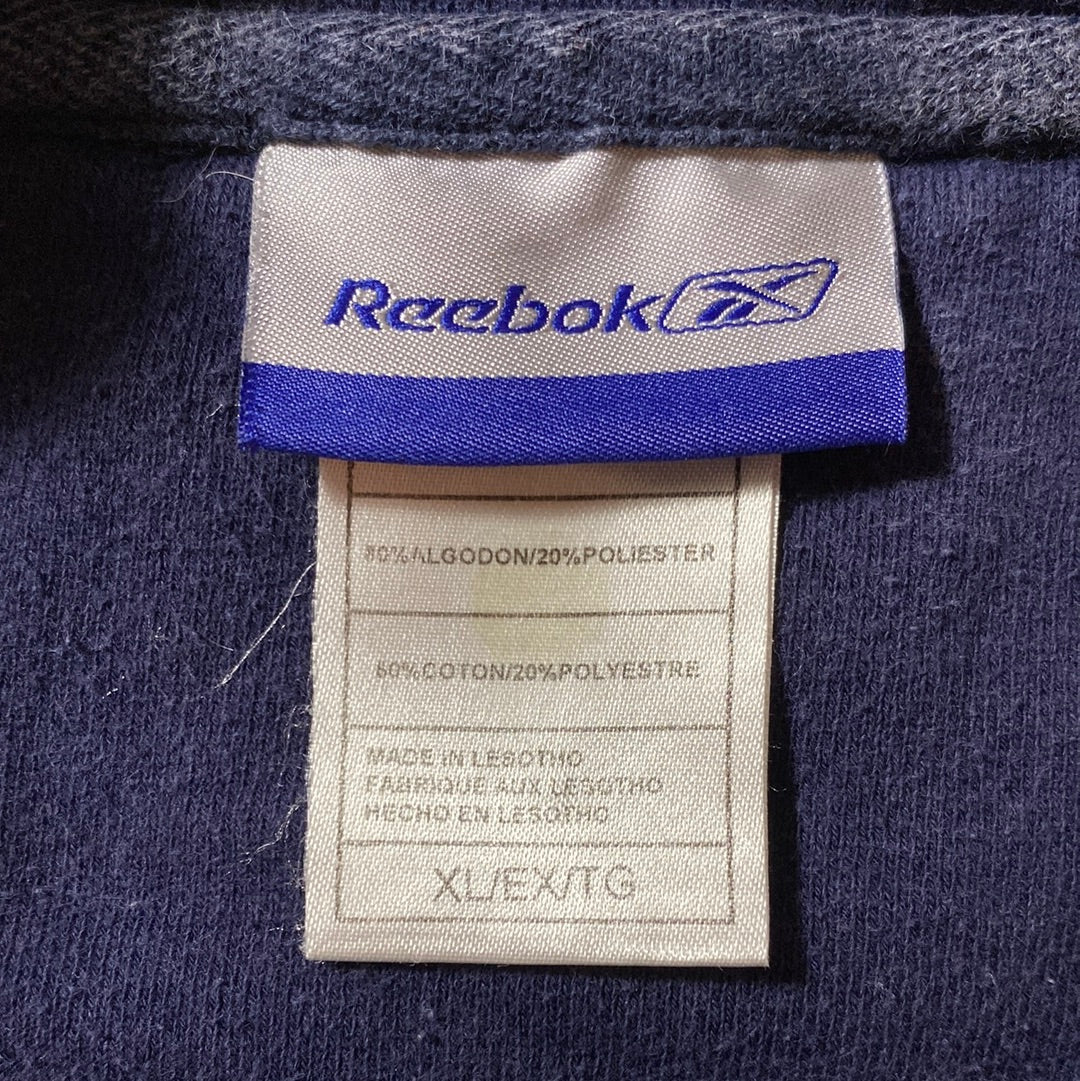 Reebok
80%ALGODON/20%POLIESTER
80%COTON/20%POLYESTRE
MADE IN LESOTHO
FABRIQUE AUX LESOTHO
HECHO EN LESOTHO
XL/EX/TG